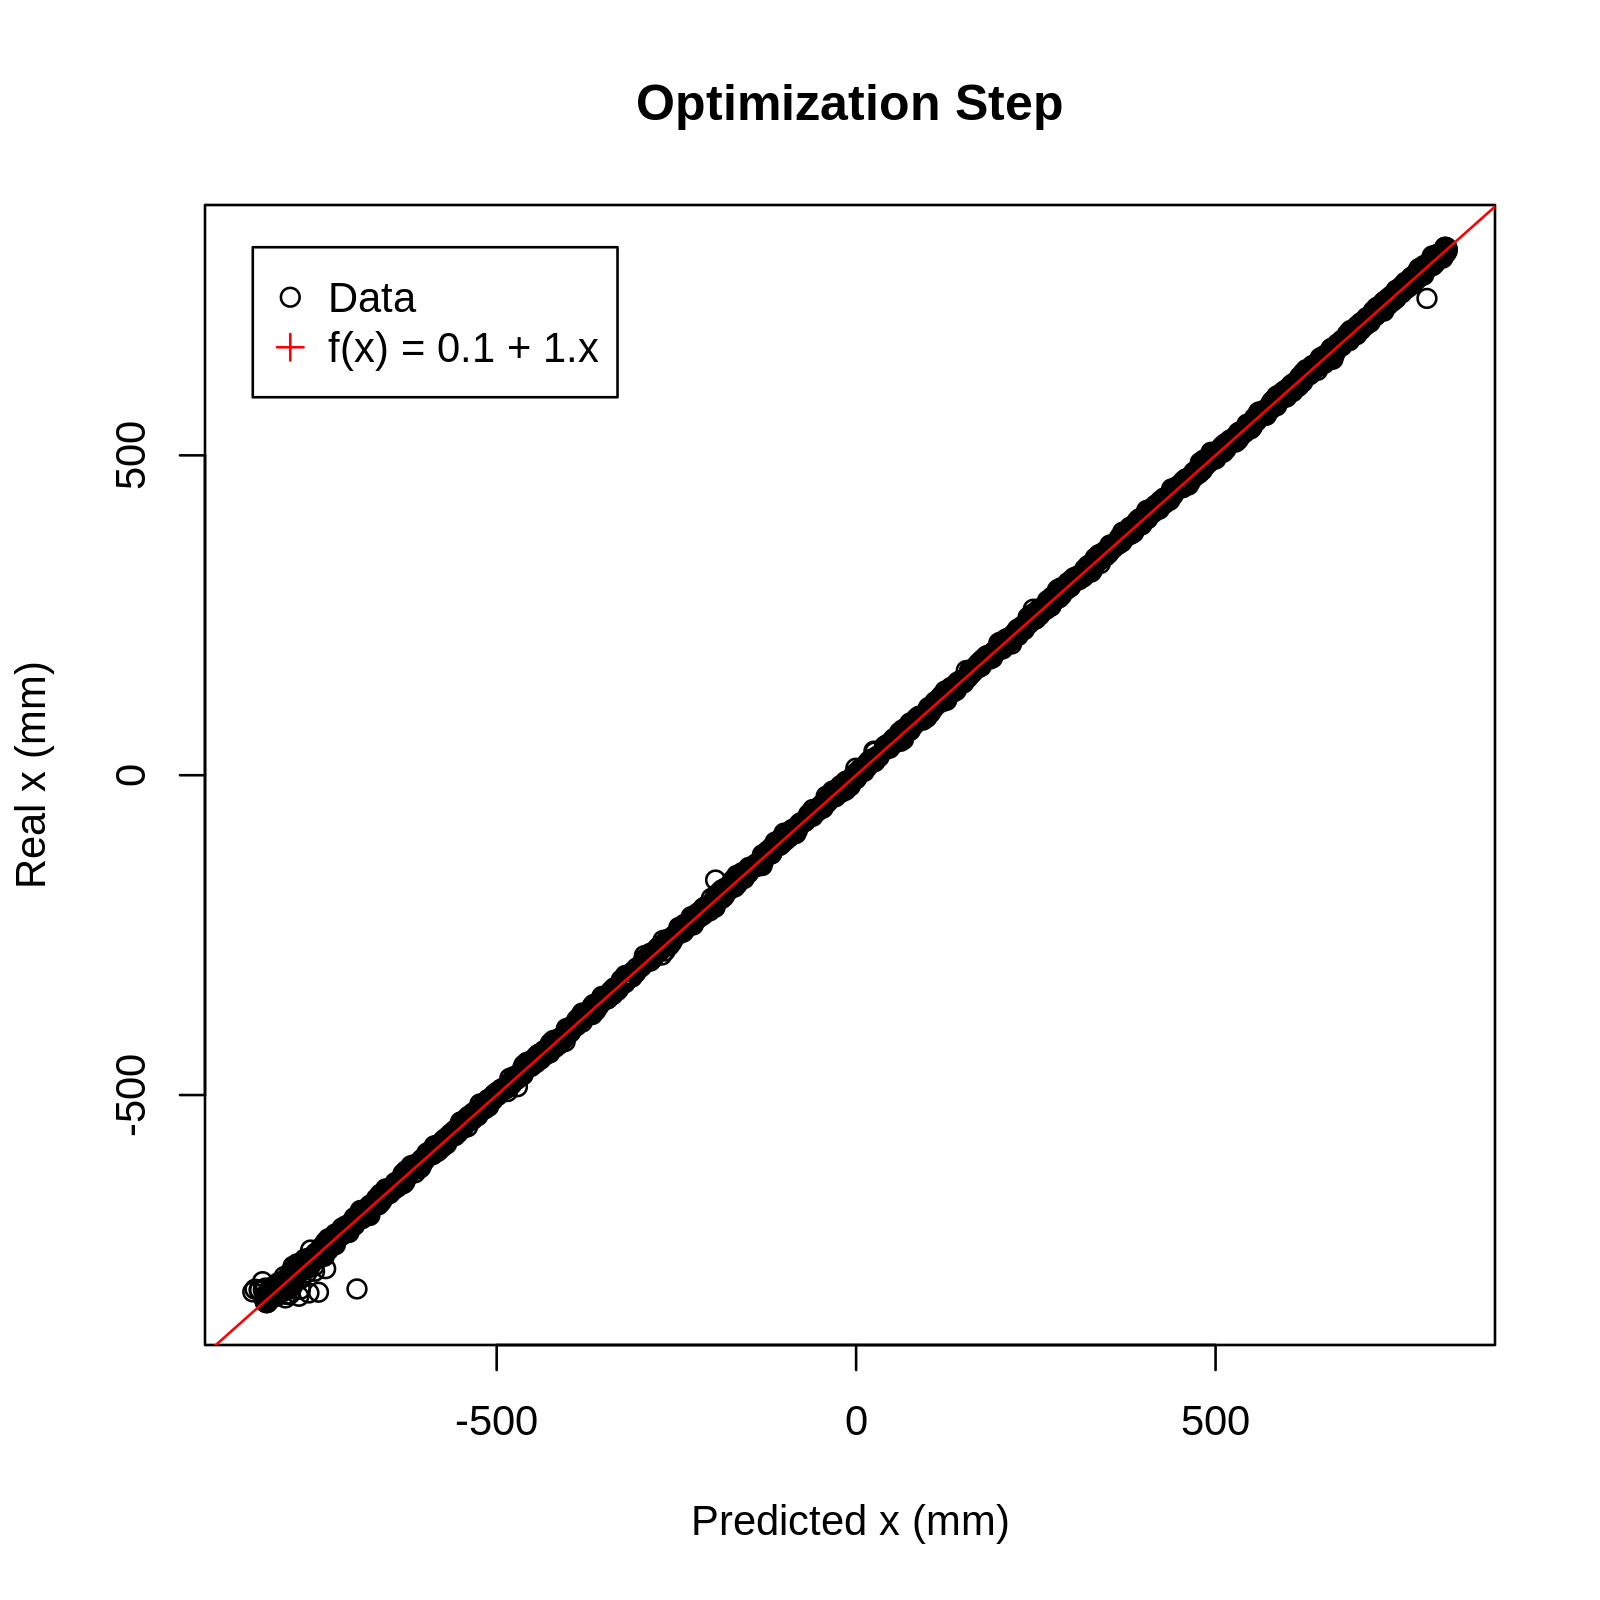 Optimization Step
Data
f(x) = 0.1 + 1.x
Real x (mm)
500
0
-500
-500
0
500
Predicted x (mm)